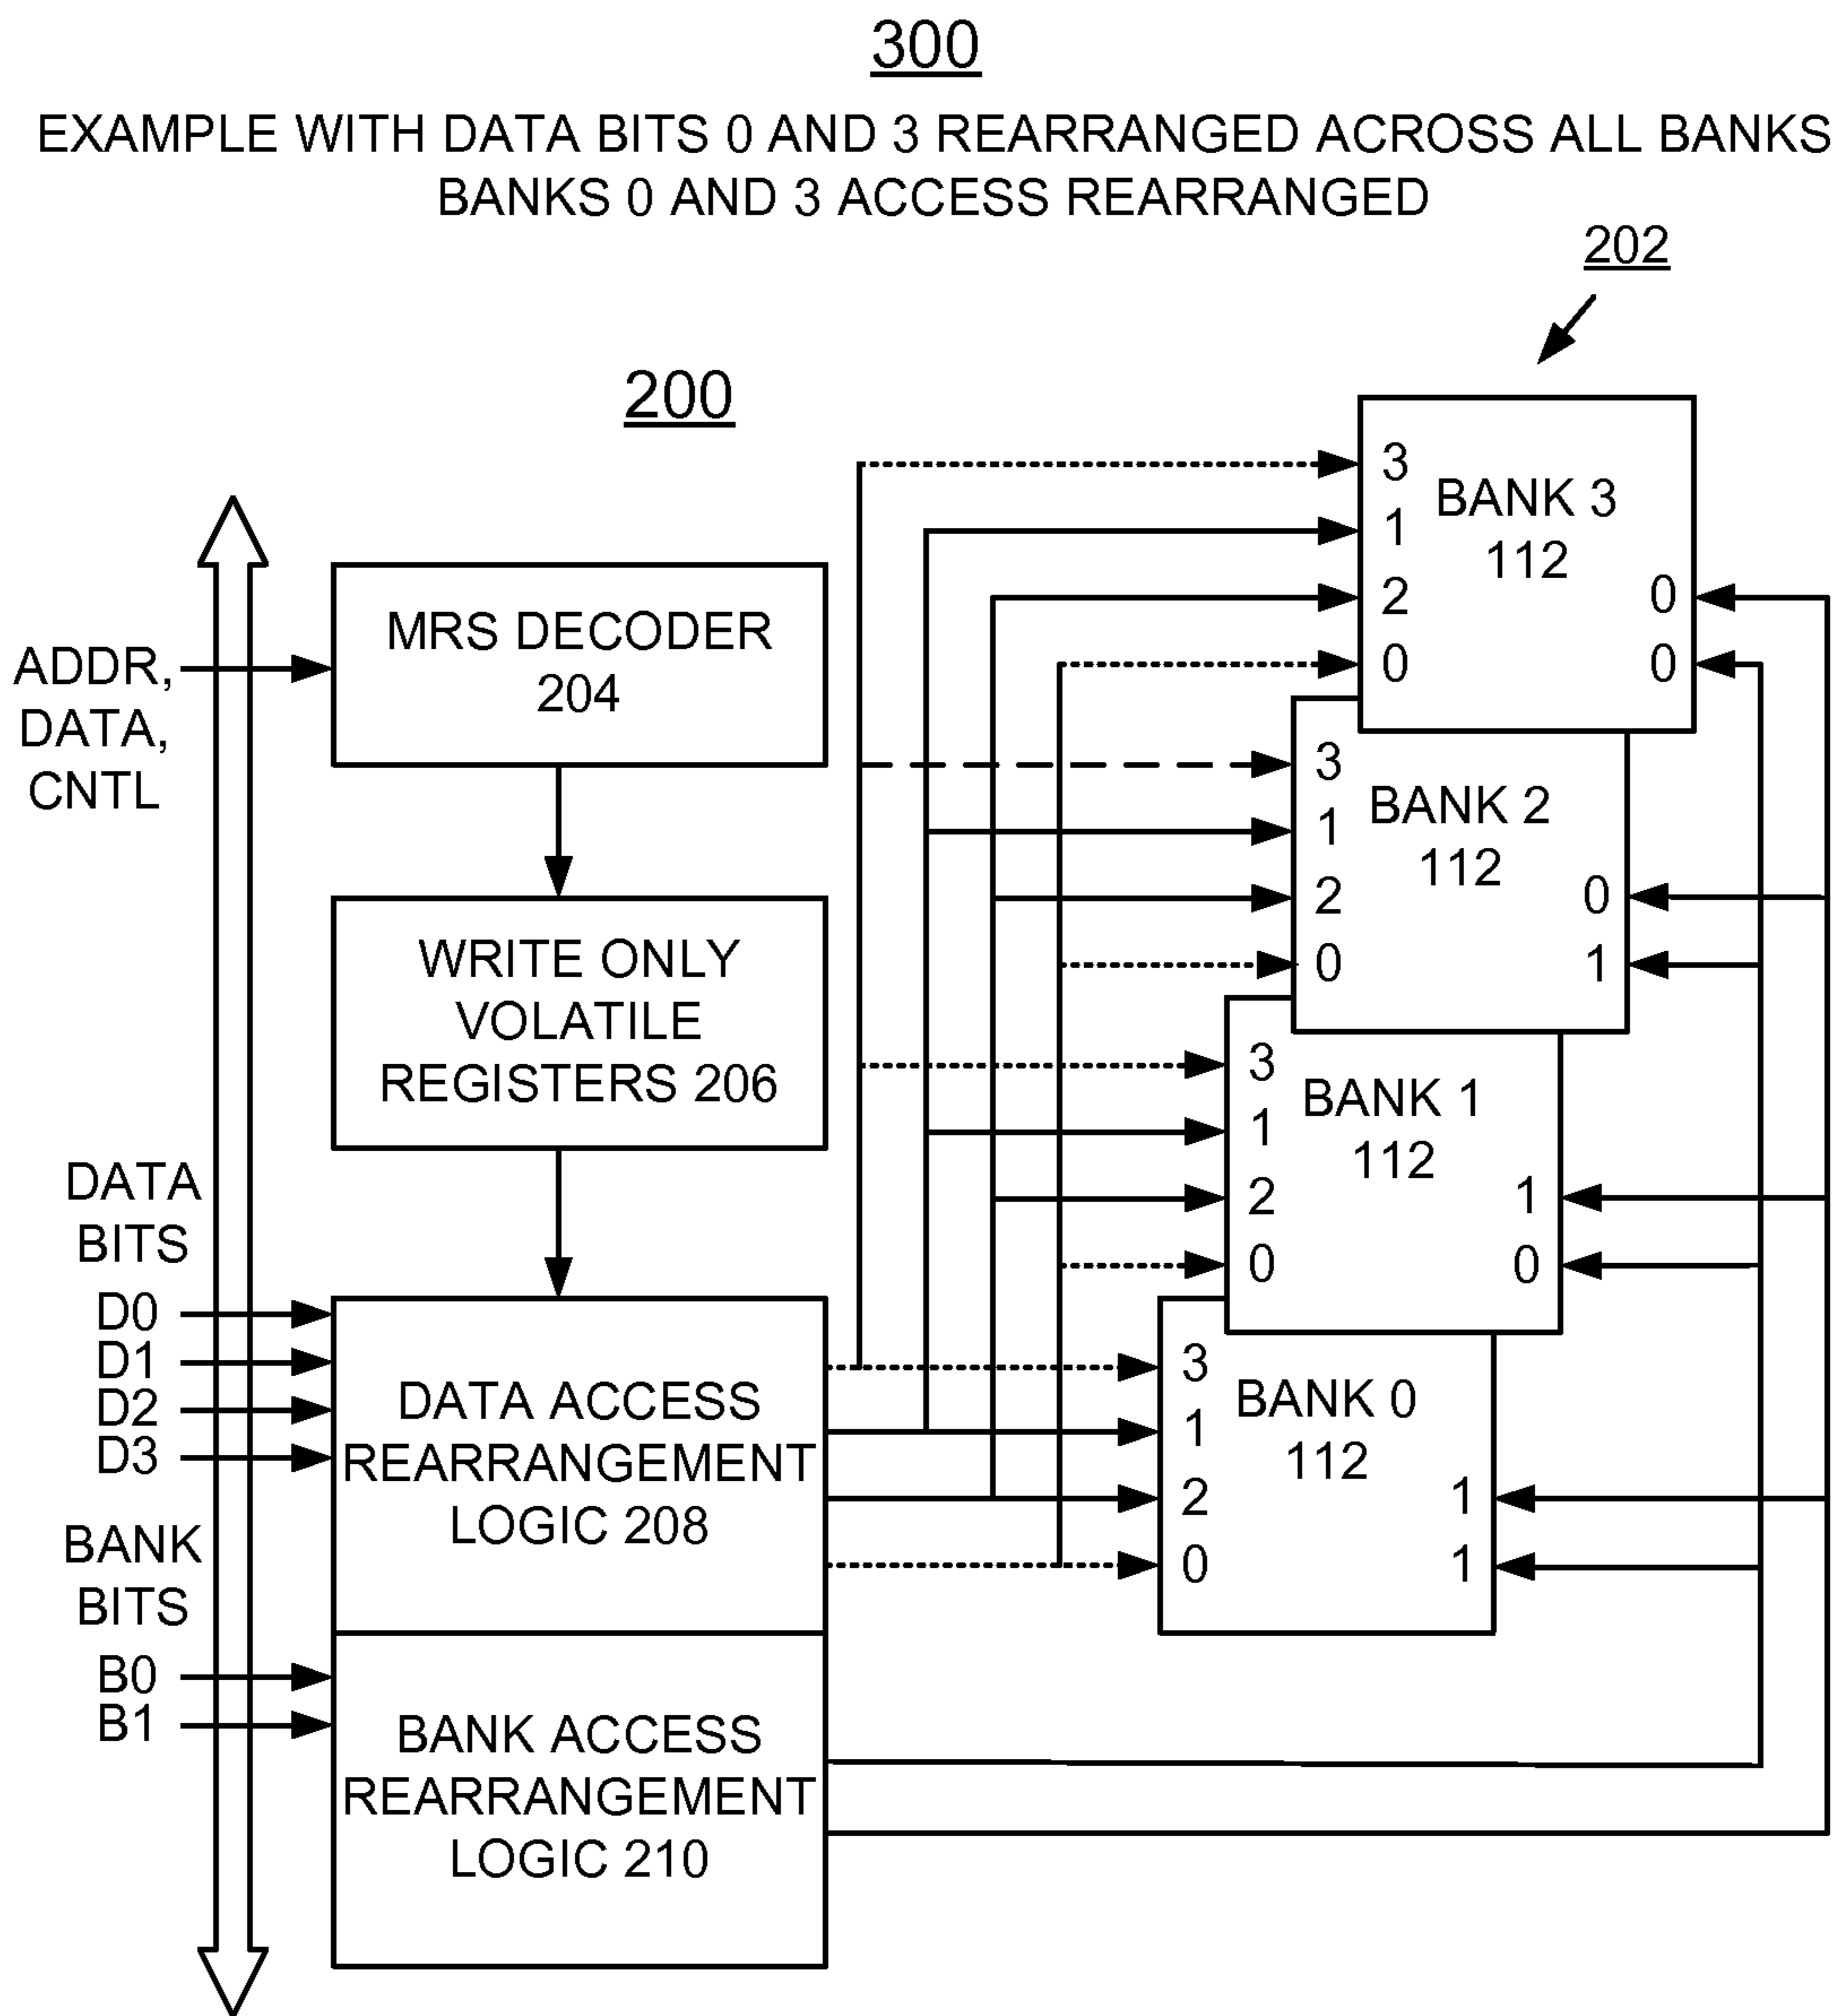 300
EXAMPLE WITH DATA BITS 0 AND 3 REARRANGED ACROSS ALL BANKS
BANKS 0 AND 3 ACCESS REARRANGED
202
200
ADDR,
DATA,
CNTL
MRS DECODER
204
WRITE ONLY
VOLATILE
REGISTERS 206
DATA
BITS
D0
D1
D2
D3
DATA ACCESS
REARRANGEMENT
LOGIC 208
BANK
BITS
B0
B1
BANK ACCESS
REARRANGEMENT
LOGIC 210
3
1
2
0
BANK 3
112
0
0
3
1
2
0
BANK 2
112
0
1
3
1
2
0
BANK 1
112
1
0
3
1
2
0
BANK 0
112
1
1